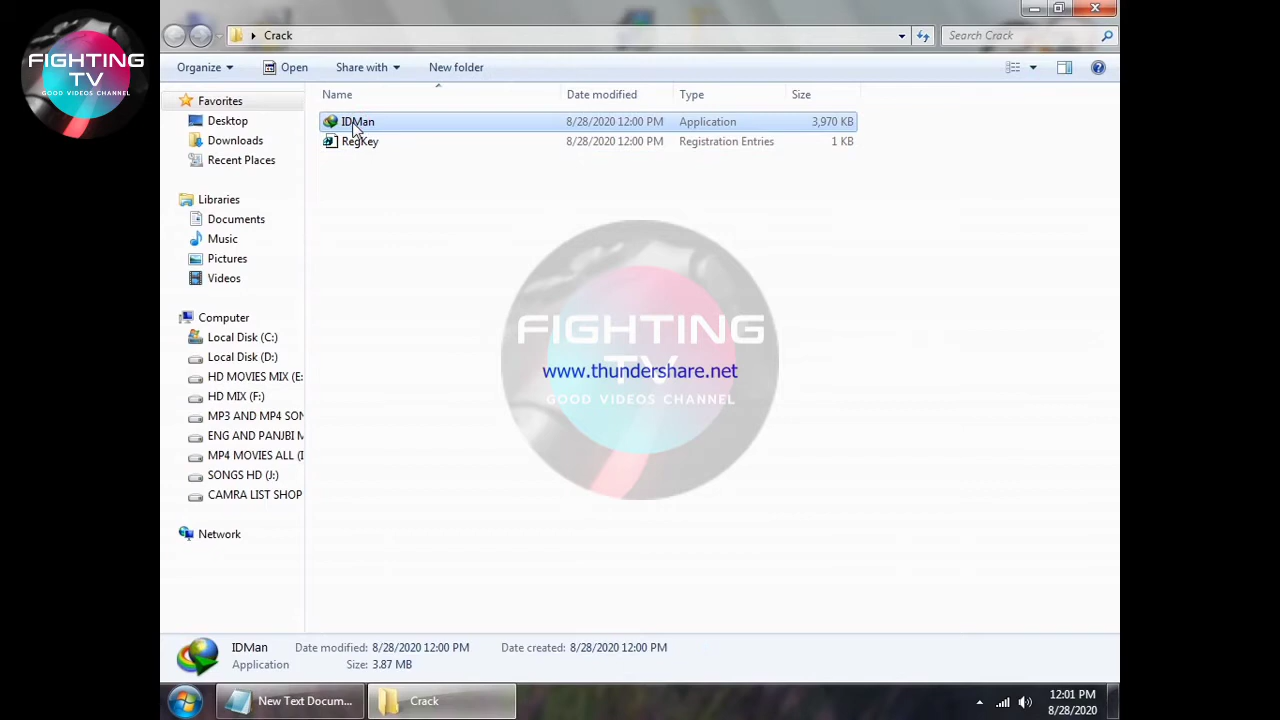 FIGHTING
TV
GOOD VIDEOS CHANNEL
Crack
Search Crack
Organize
Open
Share with
New folder
Name
Date modified
Type
Size
Favorites
Desktop
Downloads
Recent Places
Libraries
Documents
Music
Pictures
Videos
Computer
Local Disk (C:)
Local Disk (D:)
HD MOVIES MIX (E:
HD MIX (F:)
MP3 AND MP4 SON
ENG AND PANJBI M
MP4 MOVIES ALL (I
SONGS HD (J:)
CAMRA LIST SHOP
Network
IDMan 8/28/2020 12:00 PM Application 3,970 KB
RegKey 8/28/2020 12:00 PM Registration Entries 1 KB
FIGHTING
TV
www.thundershare.net
GOOD VIDEOS CHANNEL
IDMan Date modified: 8/28/2020 12:00 PM Date created: 8/28/2020 12:00 PM
Application Size: 3.87 MB
New Text Docum...
Crack
12:01 PM
8/28/2020